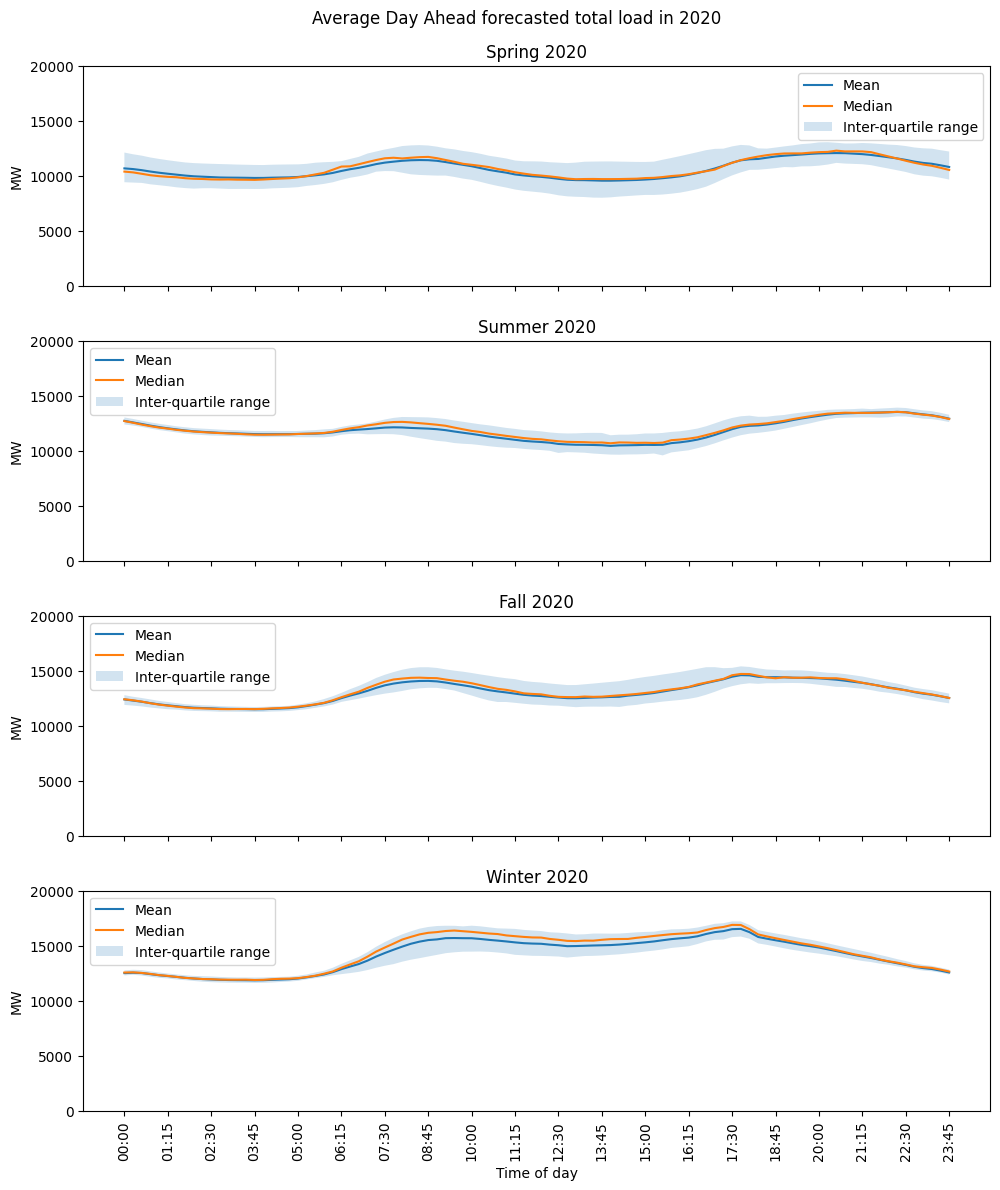 Average Day Ahead forecasted total load in 2020
Spring 2020
20000
15000
10000
5000
0
MW
Mean
Median
Inter-quartile range
Summer 2020
20000
15000
10000
5000
0
MW
Mean
Median
Inter-quartile range
Fall 2020
20000
15000
10000
5000
0
MW
Mean
Median
Inter-quartile range
Winter 2020
20000
15000
10000
5000
0
MW
Mean
Median
Inter-quartile range
00:00
01:15
02:30
03:45
05:00
06:15
07:30
08:45
10:00
11:15
12:30
13:45
15:00
16:15
17:30
18:45
20:00
21:15
22:30
23:45
Time of day